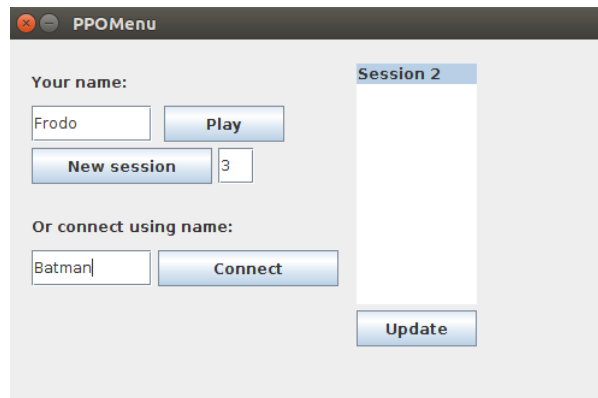 PPOMenu
Your name:
Frodo
Play
New session
3
Or connect using name:
Batman
Connect
Session 2
Update